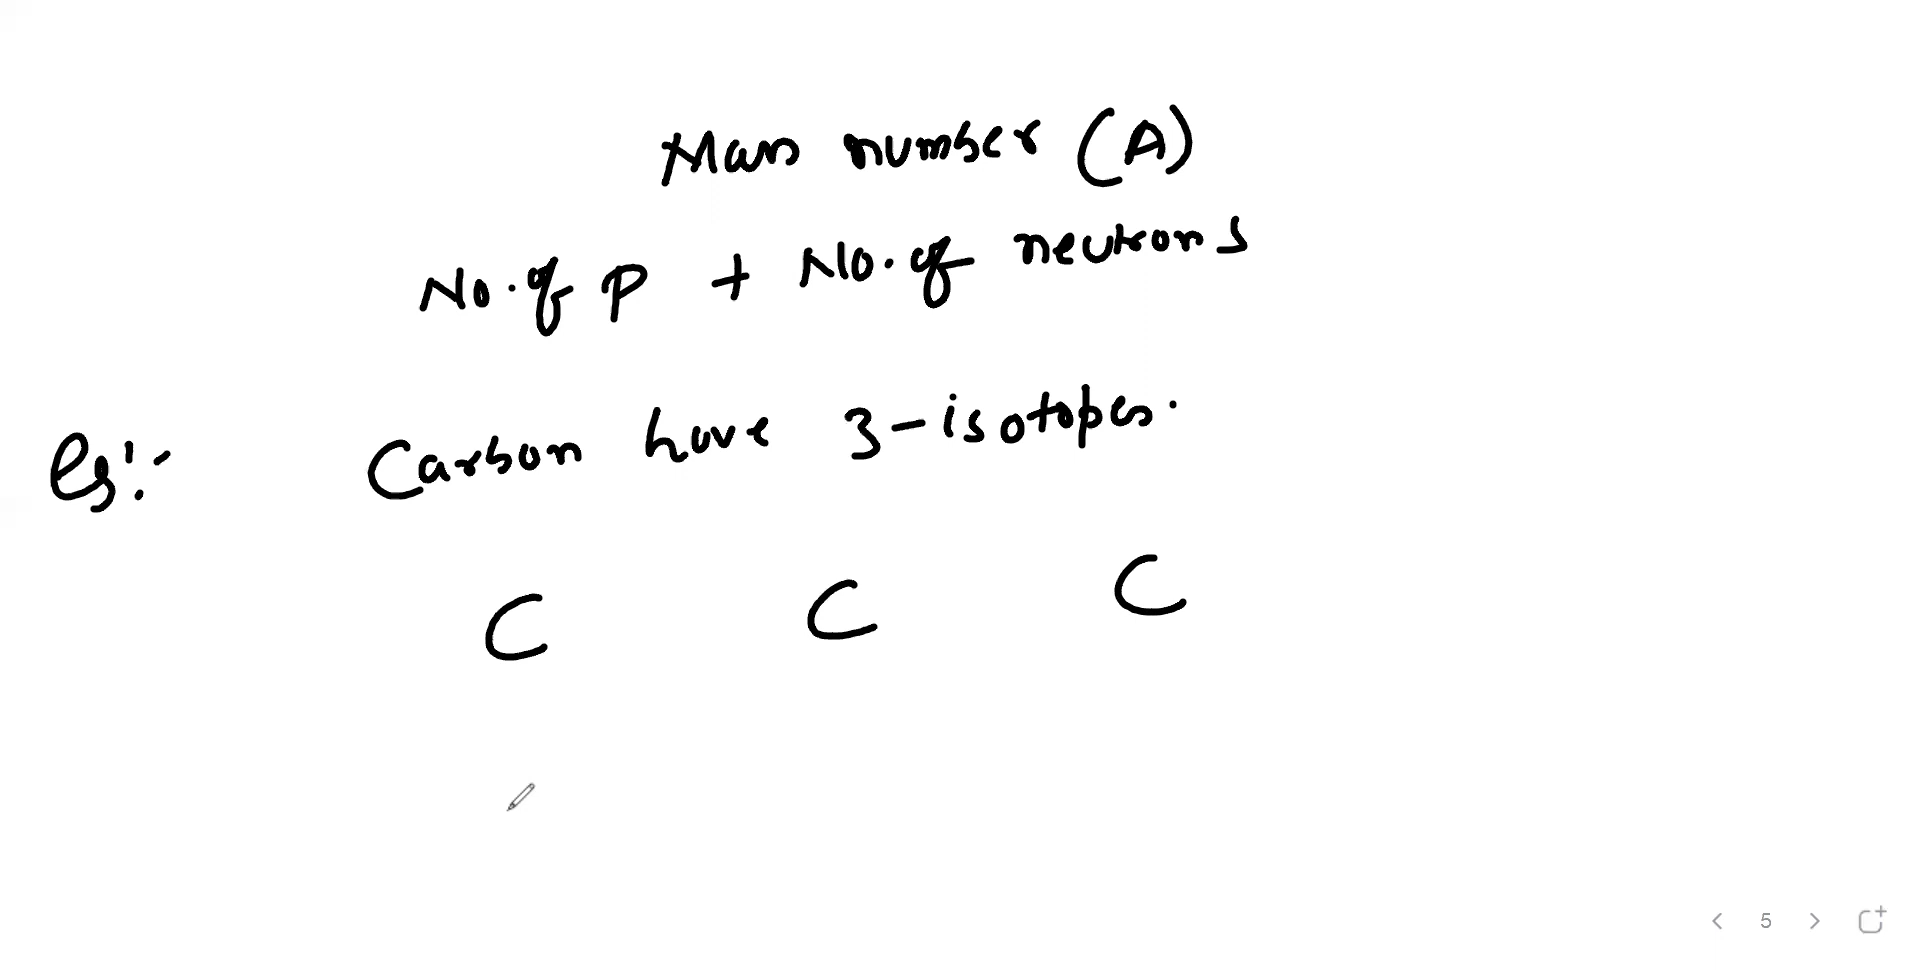 Mass number (A)
No. of p + No. of neutrons
eg:- Carbon have 3-isotopes.
C C C
< 5 >